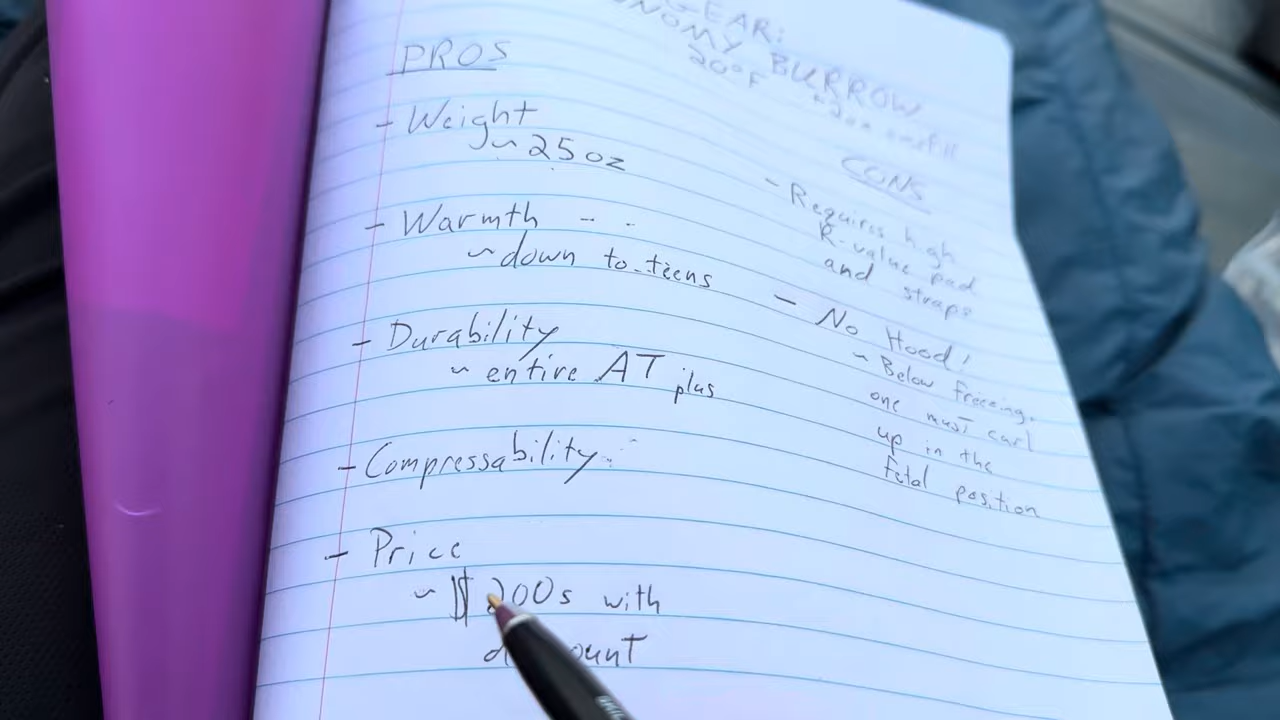 GEAR:
NOMY BURROW
20°F
PROS
- Weight
~ 25oz
- Warmth - -
~ down to teens
- Durability
~ entire AT plus
- Compressability
- Price
~ $200s with
CONS
- Requires high
R-value pad
and straps
- No Hood!
~ Below freezing,
one must curl
up in the
fetal position